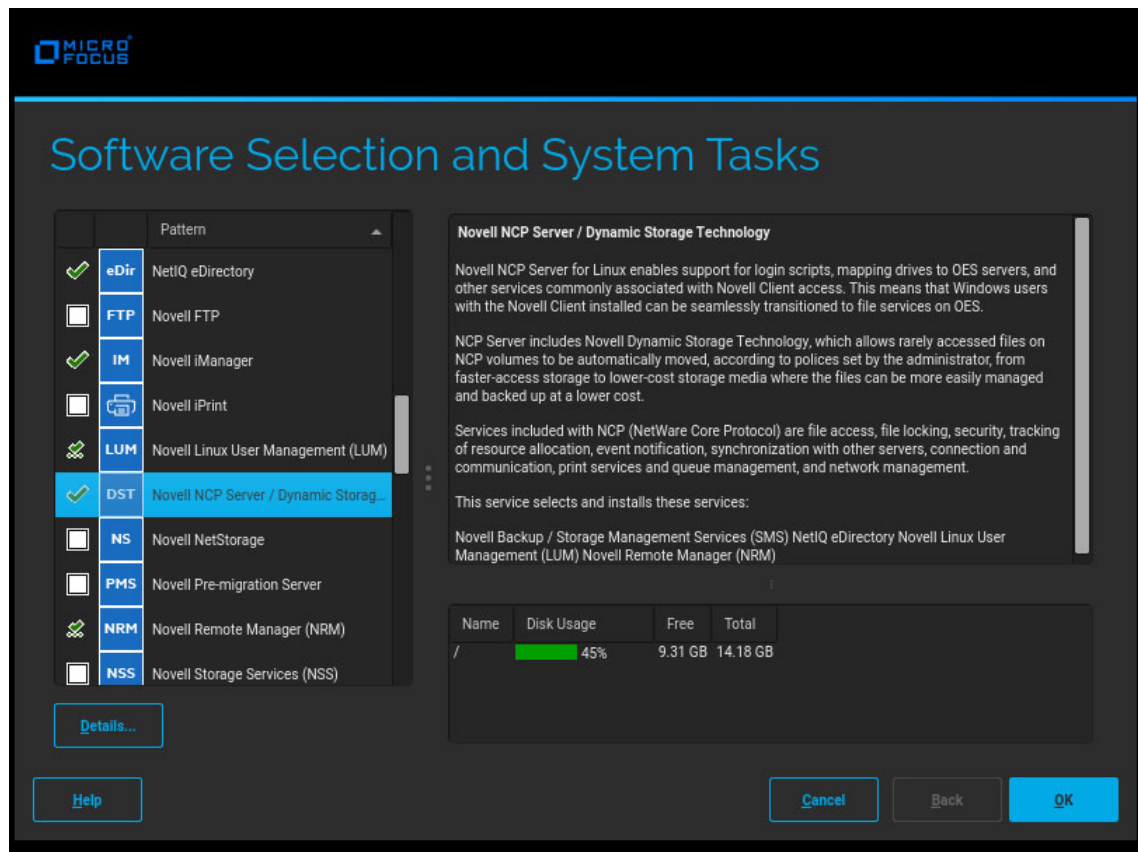 MICRO
FOCUS
Software Selection and System Tasks
Pattern
eDir NetIQ eDirectory
FTP Novell FTP
IM Novell iManager
Novell iPrint
LUM Novell Linux User Management (LUM)
DST Novell NCP Server / Dynamic Storag...
NS Novell NetStorage
PMS Novell Pre-migration Server
NRM Novell Remote Manager (NRM)
NSS Novell Storage Services (NSS)
Details...
Novell NCP Server / Dynamic Storage Technology
Novell NCP Server for Linux enables support for login scripts, mapping drives to OES servers, and
other services commonly associated with Novell Client access. This means that Windows users
with the Novell Client installed can be seamlessly transitioned to file services on OES.
NCP Server includes Novell Dynamic Storage Technology, which allows rarely accessed files on
NCP volumes to be automatically moved, according to polices set by the administrator, from
faster-access storage to lower-cost storage media where the files can be more easily managed
and backed up at a lower cost.
Services included with NCP (NetWare Core Protocol) are file access, file locking, security, tracking
of resource allocation, event notification, synchronization with other servers, connection and
communication, print services and queue management, and network management.
This service selects and installs these services:
Novell Backup / Storage Management Services (SMS) NetIQ eDirectory Novell Linux User
Management (LUM) Novell Remote Manager (NRM)
Name Disk Usage Free Total
/ 45% 9.31 GB 14.18 GB
Help
Cancel
Back
OK